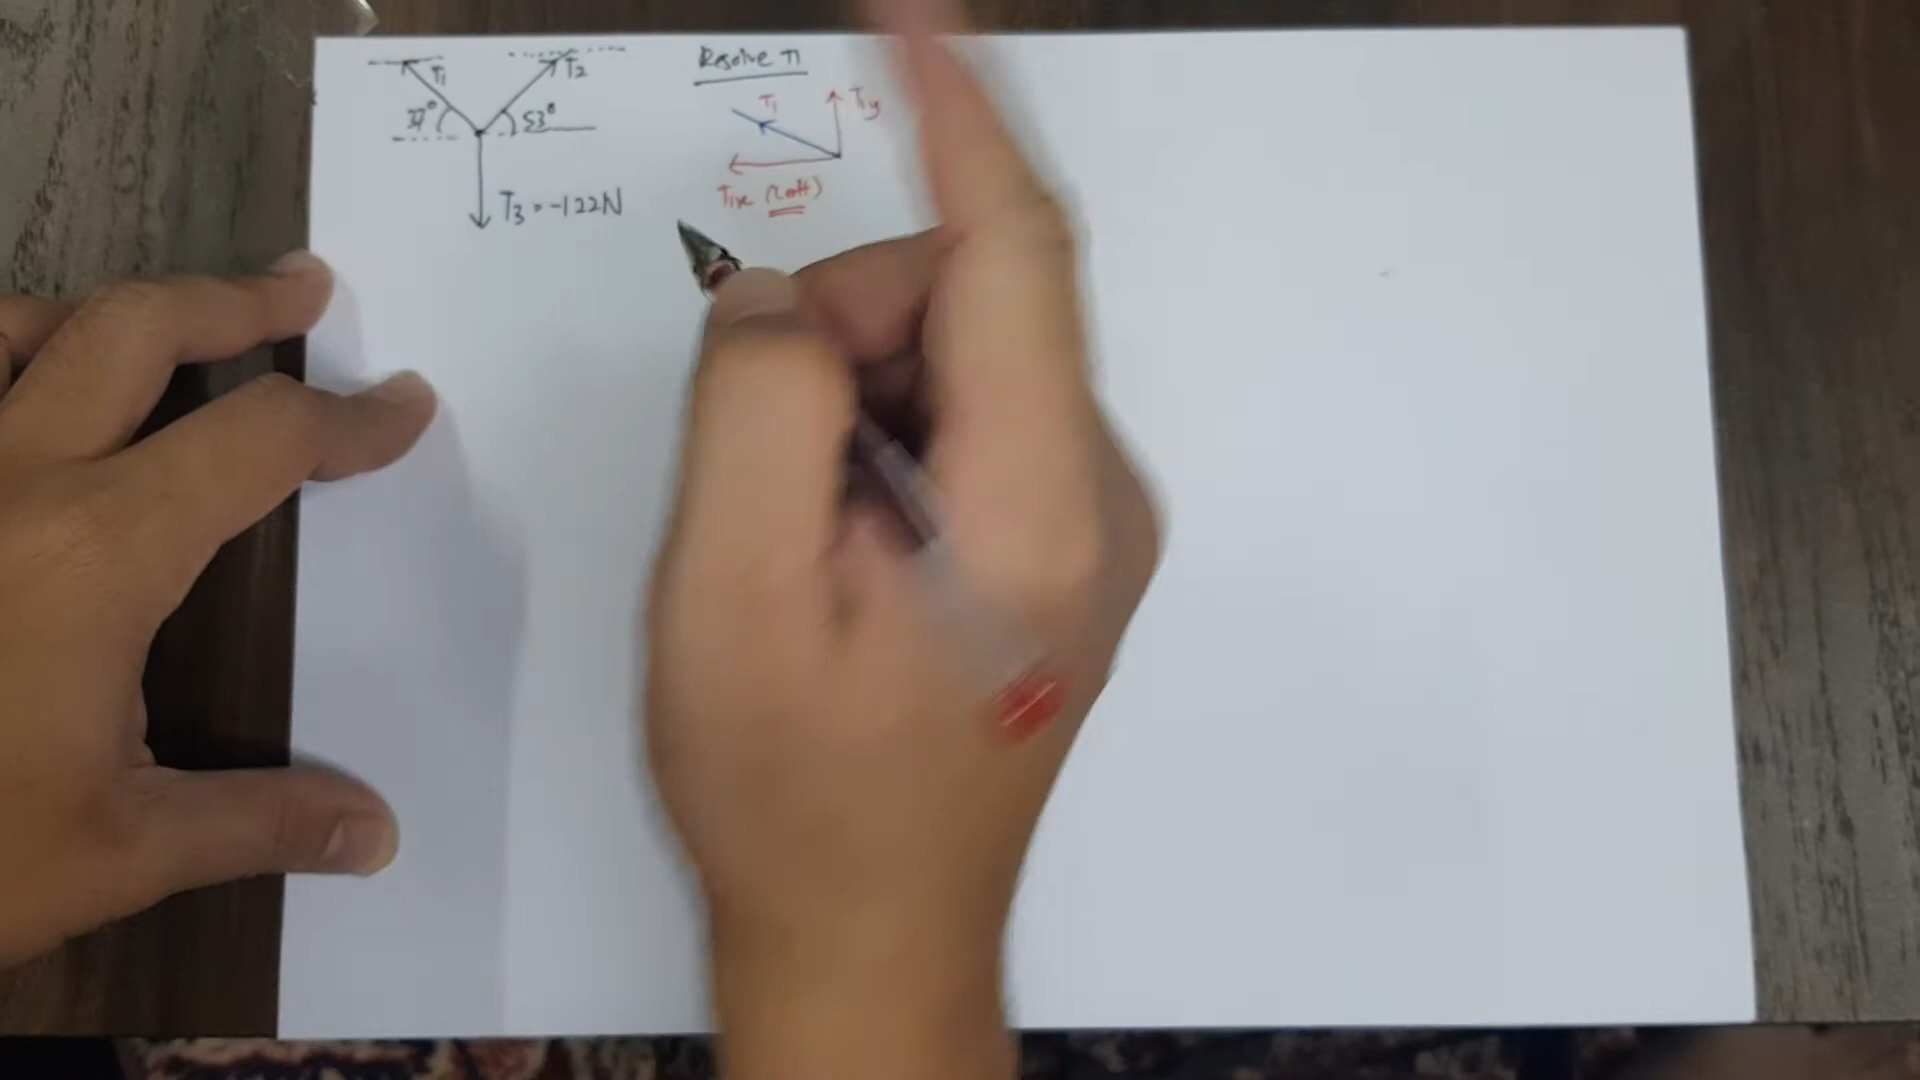 T1
T2
37°
53°
T3 = -122N
Resolve T1
T1
T1y
T1x (Left)